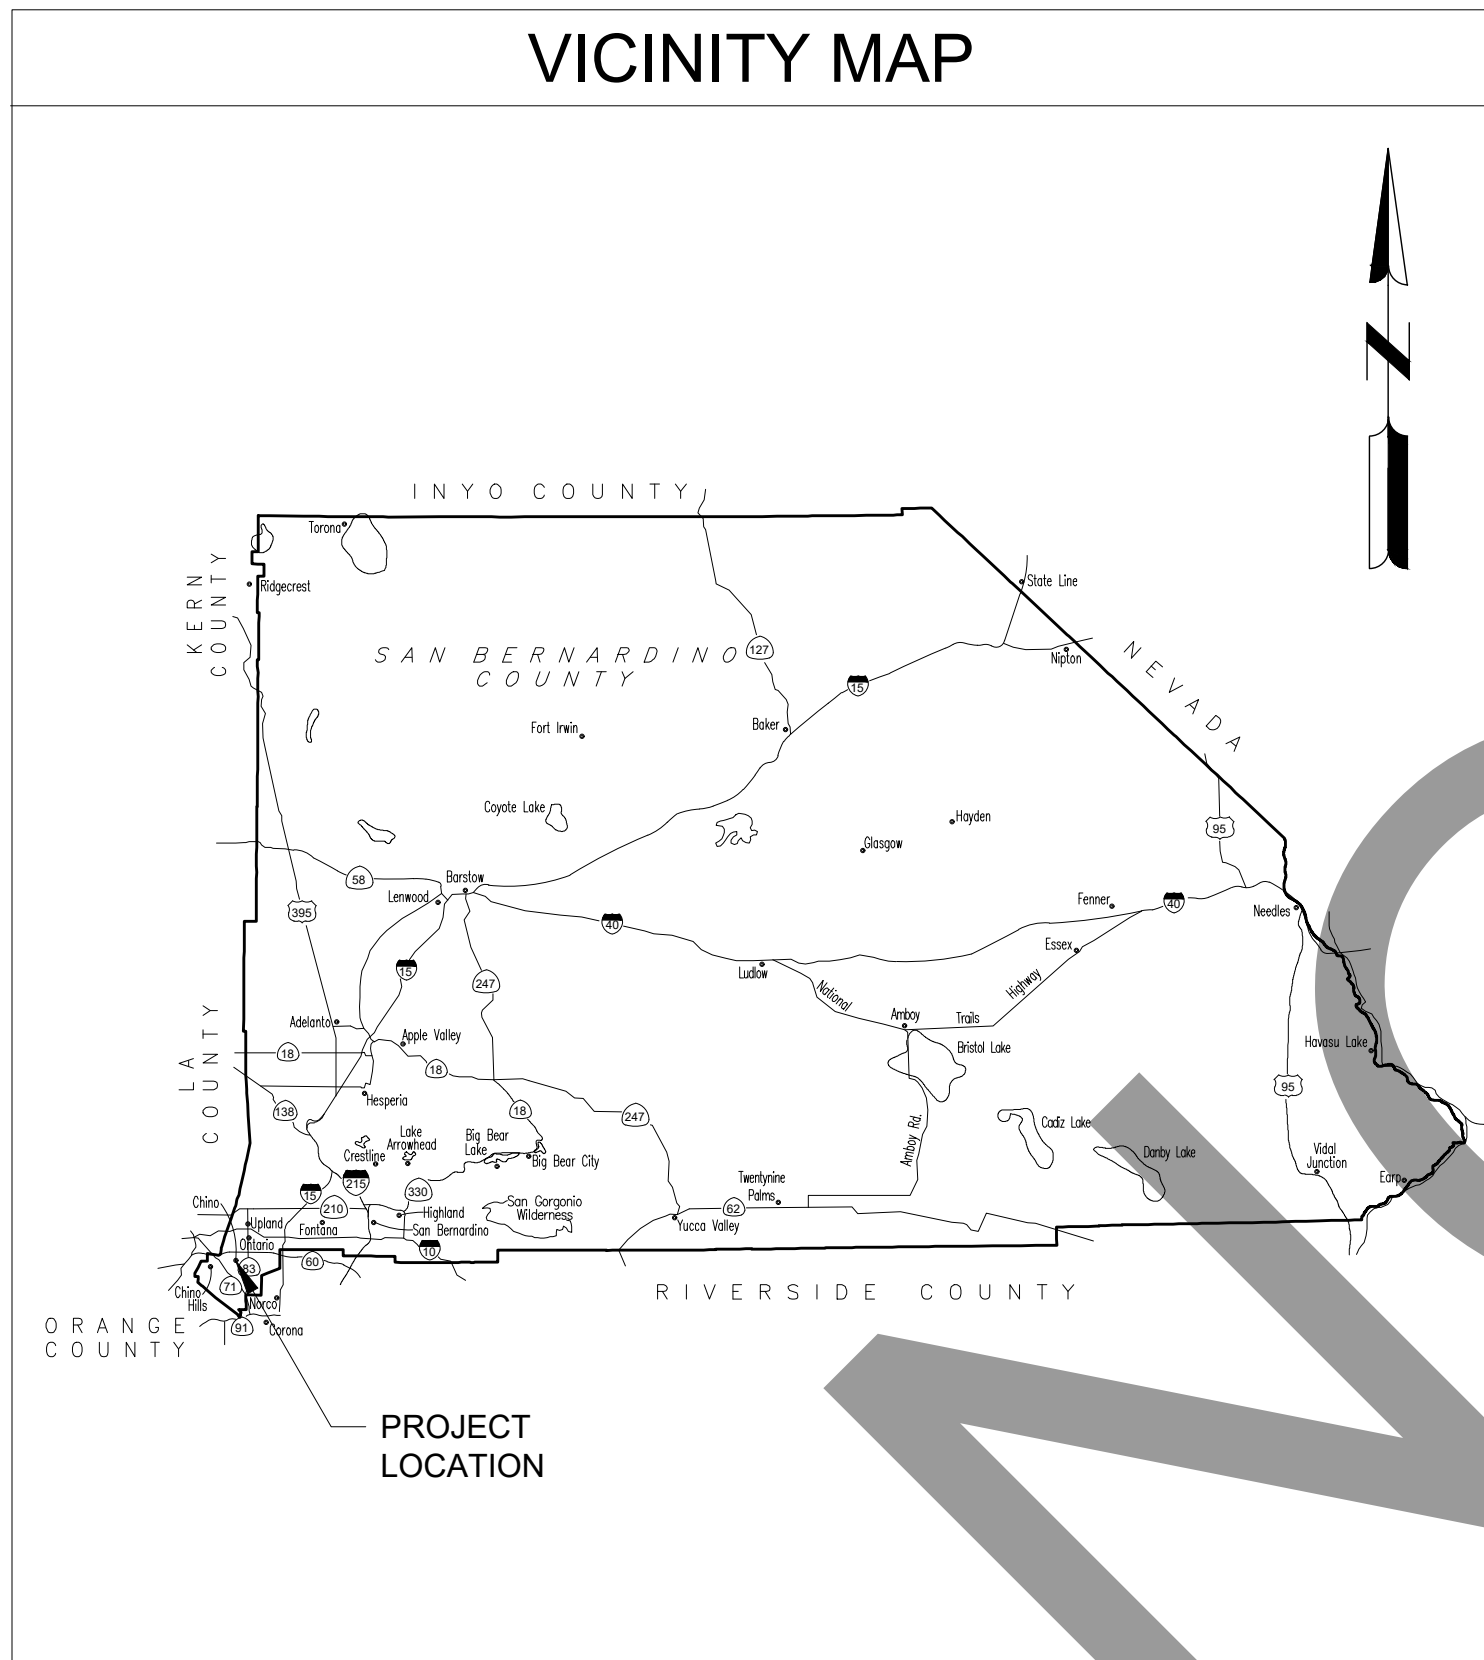 VICINITY MAP
INYO COUNTY
Torona
KERN
COUNTY
Ridgecrest
State Line
SAN BERNARDINO
COUNTY
127
Nipton
NEVADA
15
Fort Irwin
Baker
Coyote Lake
Hayden
Glasgow
95
58
Barstow
Lenwood
395
40
Fenner
40
Needles
Essex
15
247
Ludlow
National
Trails
Highway
Adelanto
Amboy
Apple Valley
Bristol Lake
Havasu Lake
LA
COUNTY
18
18
95
Hesperia
138
18
247
Cadiz Lake
Amboy Rd.
Lake
Arrowhead
Big Bear
Lake
Crestline
Big Bear City
Danby Lake
Vidal
Junction
Earp
Twentynine
Palms
15
215
330
Chino
210
San Gorgonio
Wilderness
62
Highland
Upland
Fontana
San Bernardino
Yucca Valley
Ontario
10
60
83
71
Chino
Hills
Norco
RIVERSIDE COUNTY
ORANGE
COUNTY
91
Corona
PROJECT
LOCATION
N